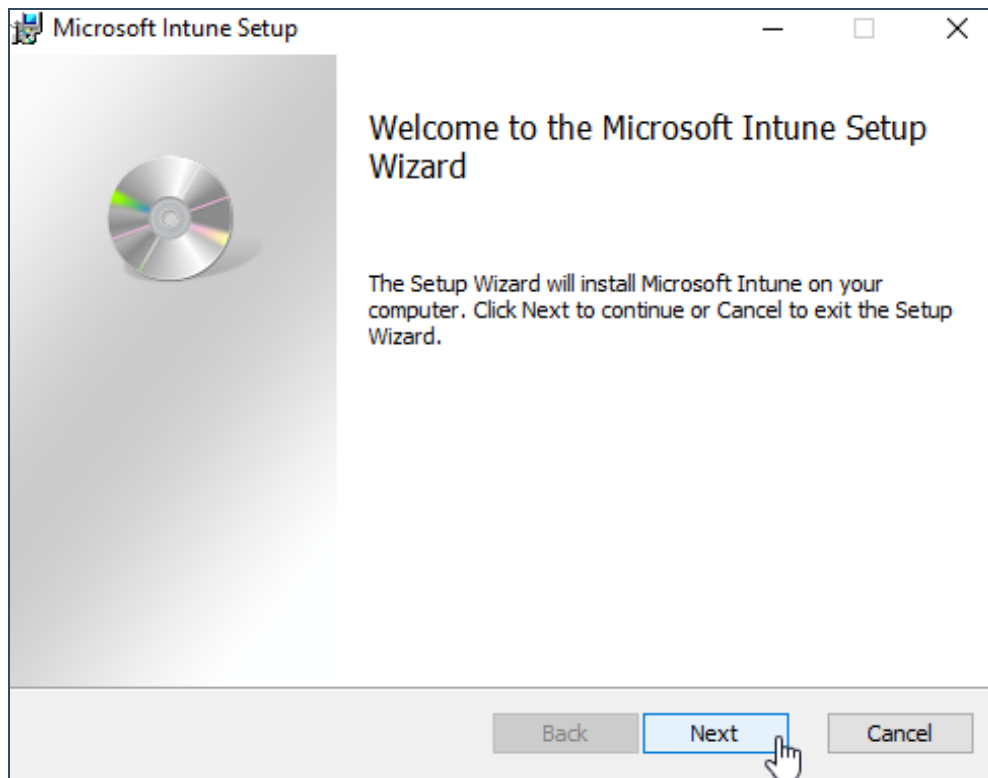 Microsoft Intune Setup
Welcome to the Microsoft Intune Setup
Wizard
The Setup Wizard will install Microsoft Intune on your
computer. Click Next to continue or Cancel to exit the Setup
Wizard.
Back Next Cancel